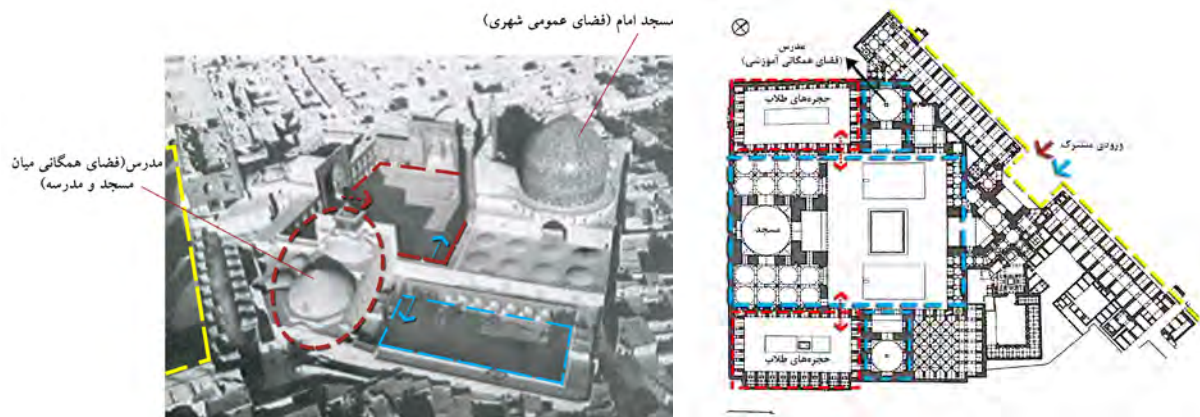 مسجد امام (فضای عمومی شهری)
مدرس(فضای همگانی میان
مسجد و مدرسه)
مدرس
(فضای همگانی آموزشی)
حجره‌های طلاب
ورودی مشترک
مسجد
حجره‌های طلاب